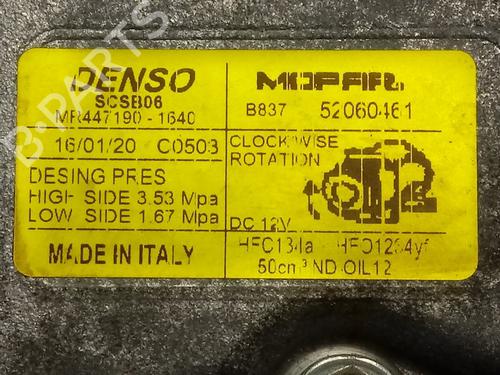 DENSO
SCSB06
MR447190-1640
16/01/20 C0503
DESING PRES
HIGH SIDE 3.53 Mpa
LOW SIDE 1.67 Mpa
MADE IN ITALY
MOPAR
B837 52060461
CLOCKWISE
ROTATION
DC 12V
HFC134a HFO1234yf
50cm³ ND-OIL12
B-PARTS